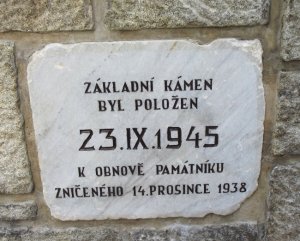 ZÁKLADNÍ KÁMEN
BYL POLOŽEN
23.IX.1945
K OBNOVĚ PAMÁTNÍKU
ZNIČENÉHO 14.PROSINCE 1938